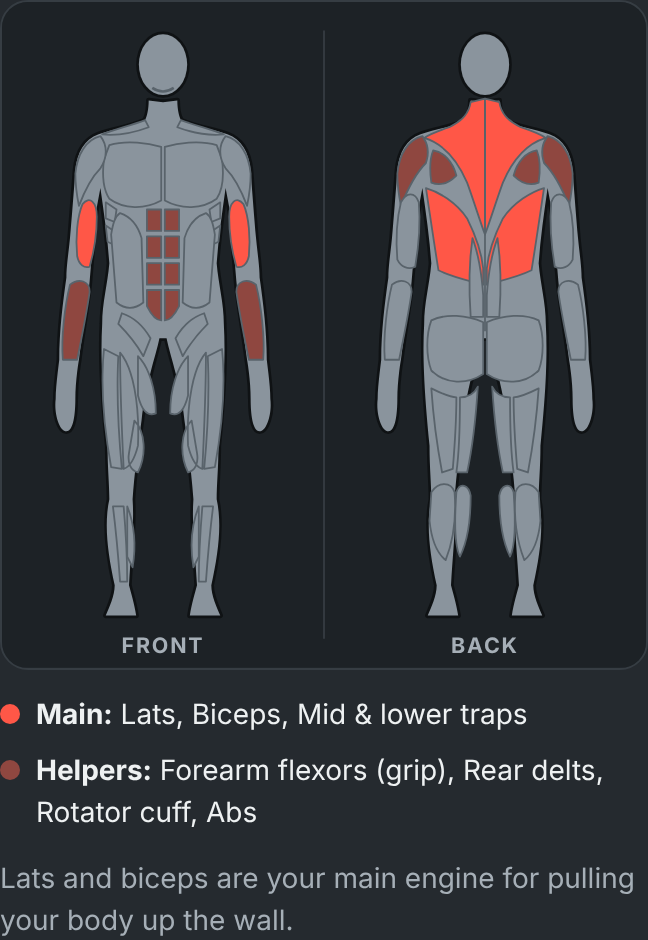 FRONT
BACK
Main: Lats, Biceps, Mid & lower traps
Helpers: Forearm flexors (grip), Rear delts,
Rotator cuff, Abs
Lats and biceps are your main engine for pulling
your body up the wall.